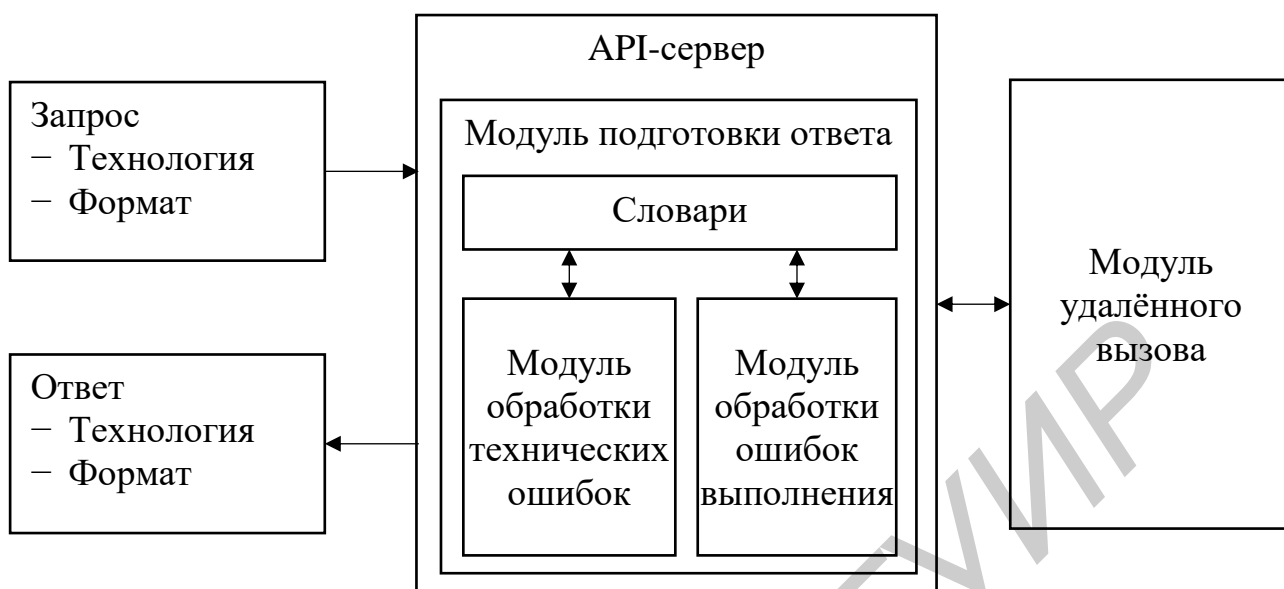 API-сервер
Запрос
− Технология
− Формат
Модуль подготовки ответа
Словари
Ответ
− Технология
− Формат
Модуль
обработки
технических
ошибок
Модуль
обработки
ошибок
выполнения
Модуль
удалённого
вызова